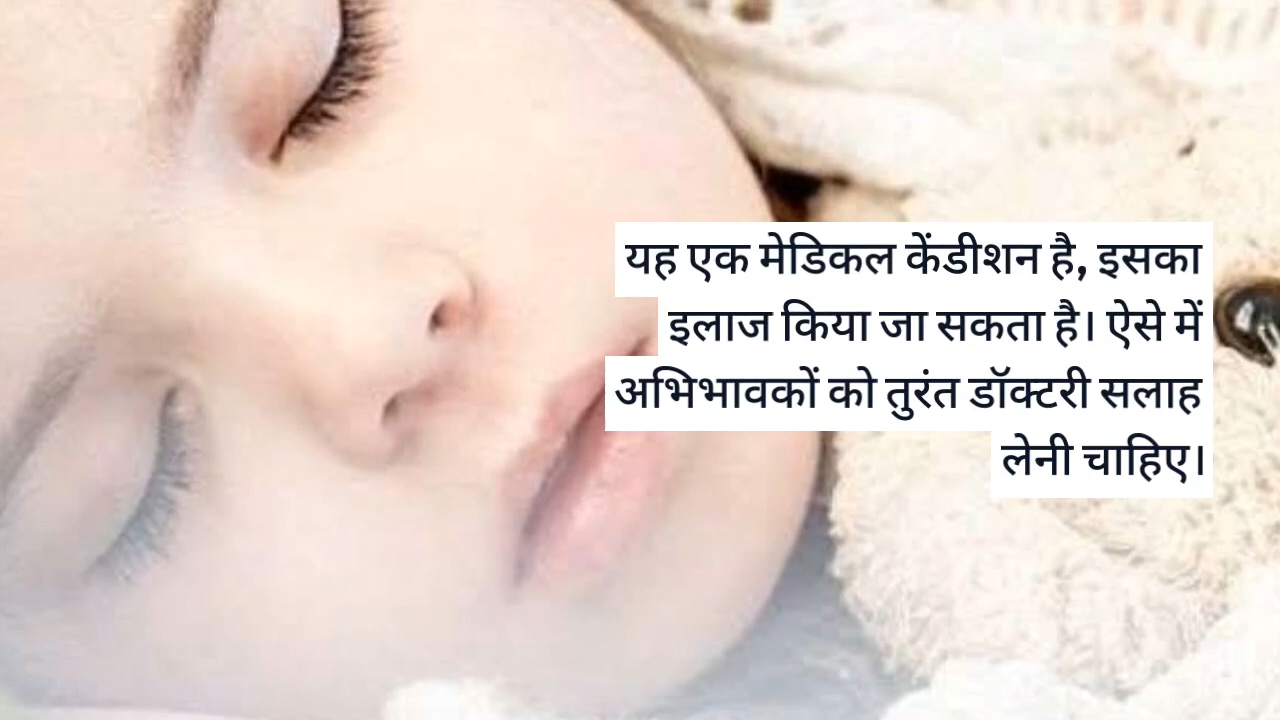 यह एक मेडिकल केंडीशन है, इसका
इलाज किया जा सकता है। ऐसे में
अभिभावकों को तुरंत डॉक्टरी सलाह
लेनी चाहिए।